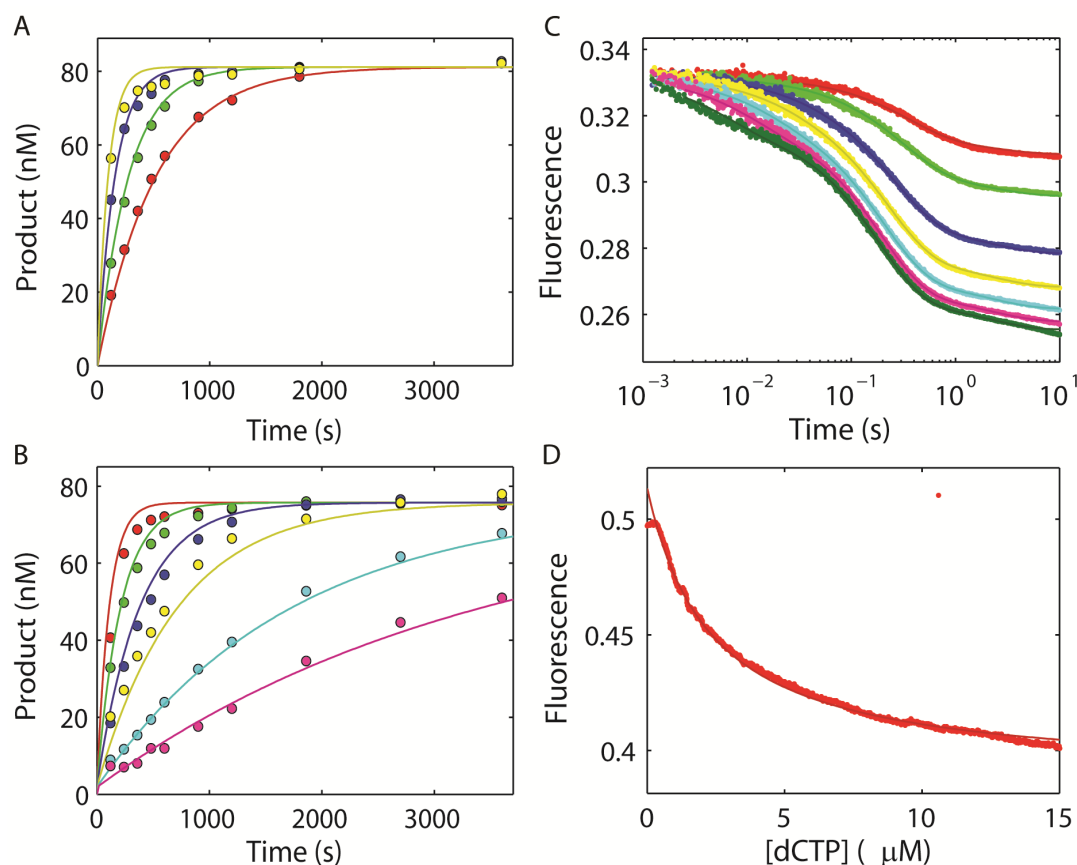 A
80
60
40
20
0
Product (nM)
0
1000
2000
3000
Time (s)
B
80
60
40
20
0
Product (nM)
0
1000
2000
3000
Time (s)
C
0.34
0.32
0.3
0.28
0.26
Fluorescence
10⁻³
10⁻²
10⁻¹
10⁰
10¹
Time (s)
D
0.5
0.45
0.4
Fluorescence
0
5
10
15
[dCTP] ( μM)